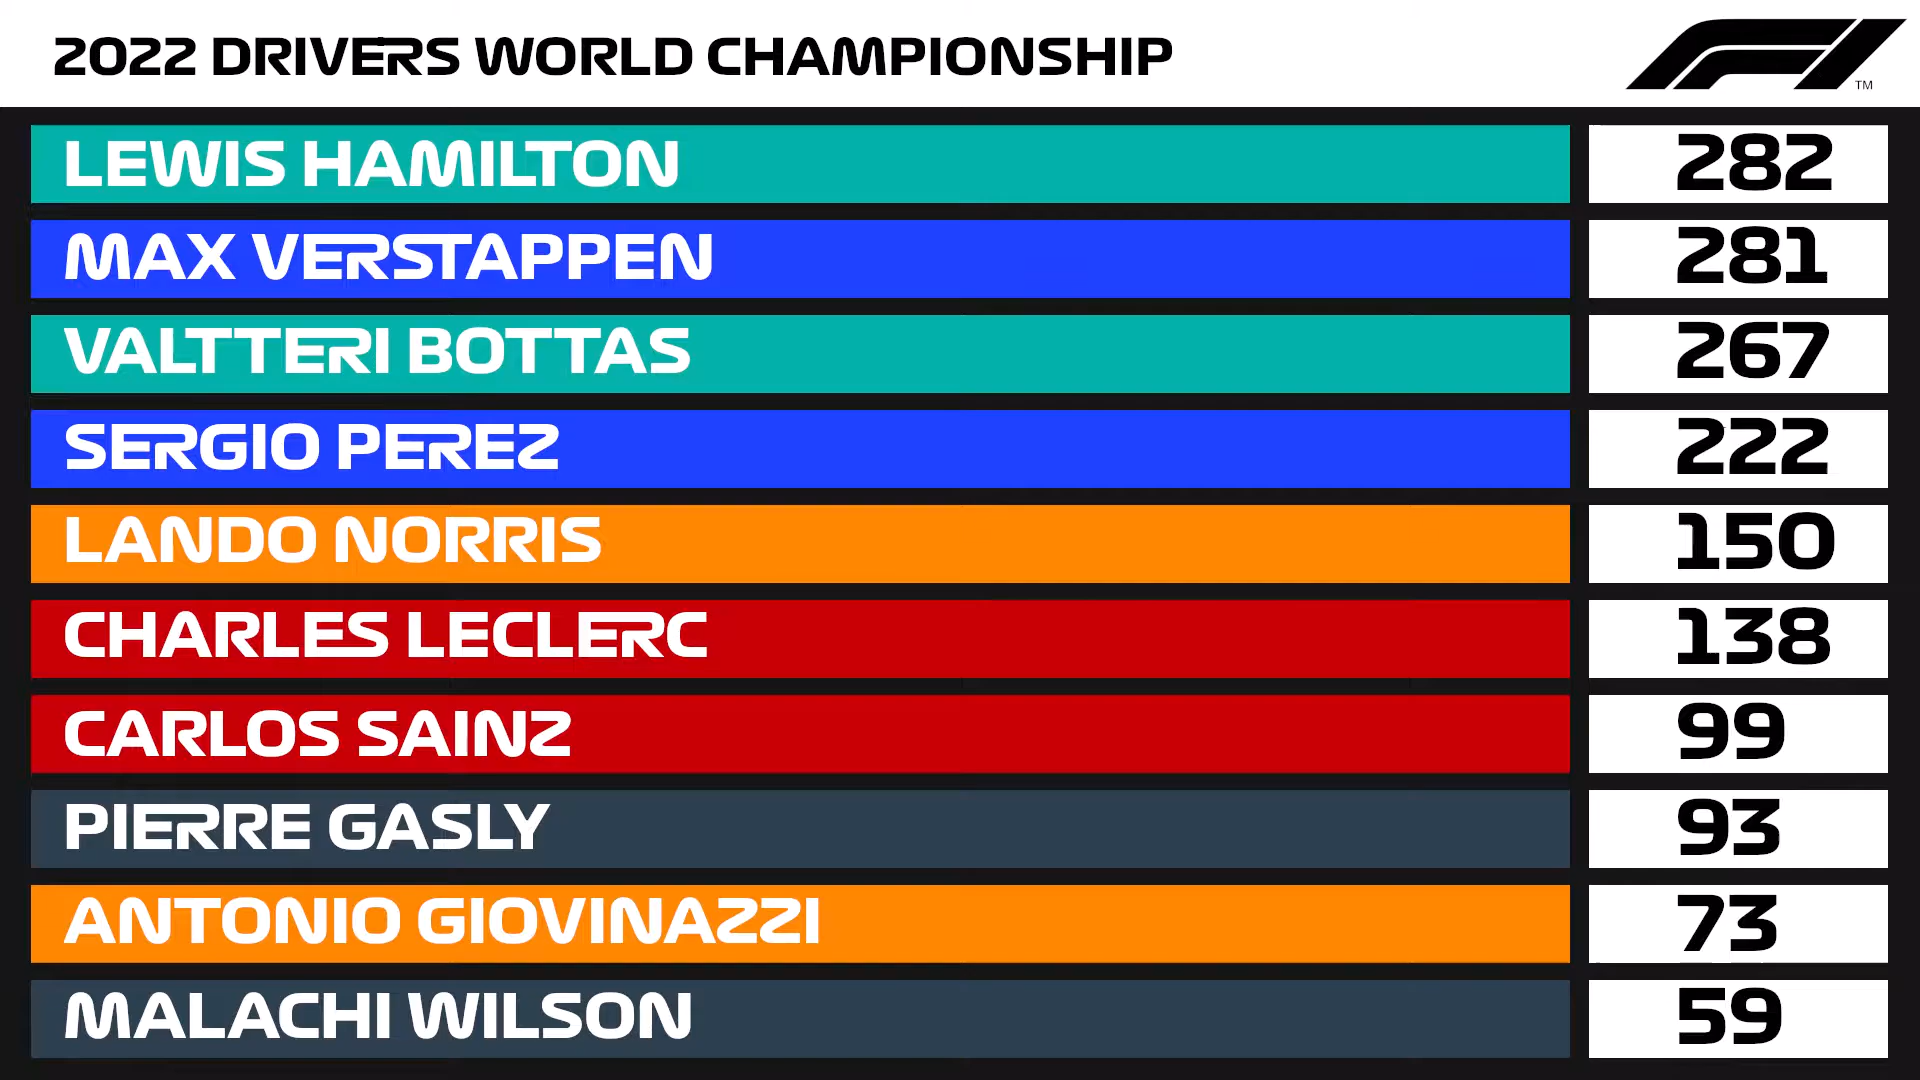 2022 DRIVERS WORLD CHAMPIONSHIP
F1
TM
LEWIS HAMILTON 282
MAX VERSTAPPEN 281
VALTTERI BOTTAS 267
SERGIO PEREZ 222
LANDO NORRIS 150
CHARLES LECLERC 138
CARLOS SAINZ 99
PIERRE GASLY 93
ANTONIO GIOVINAZZI 73
MALACHI WILSON 59